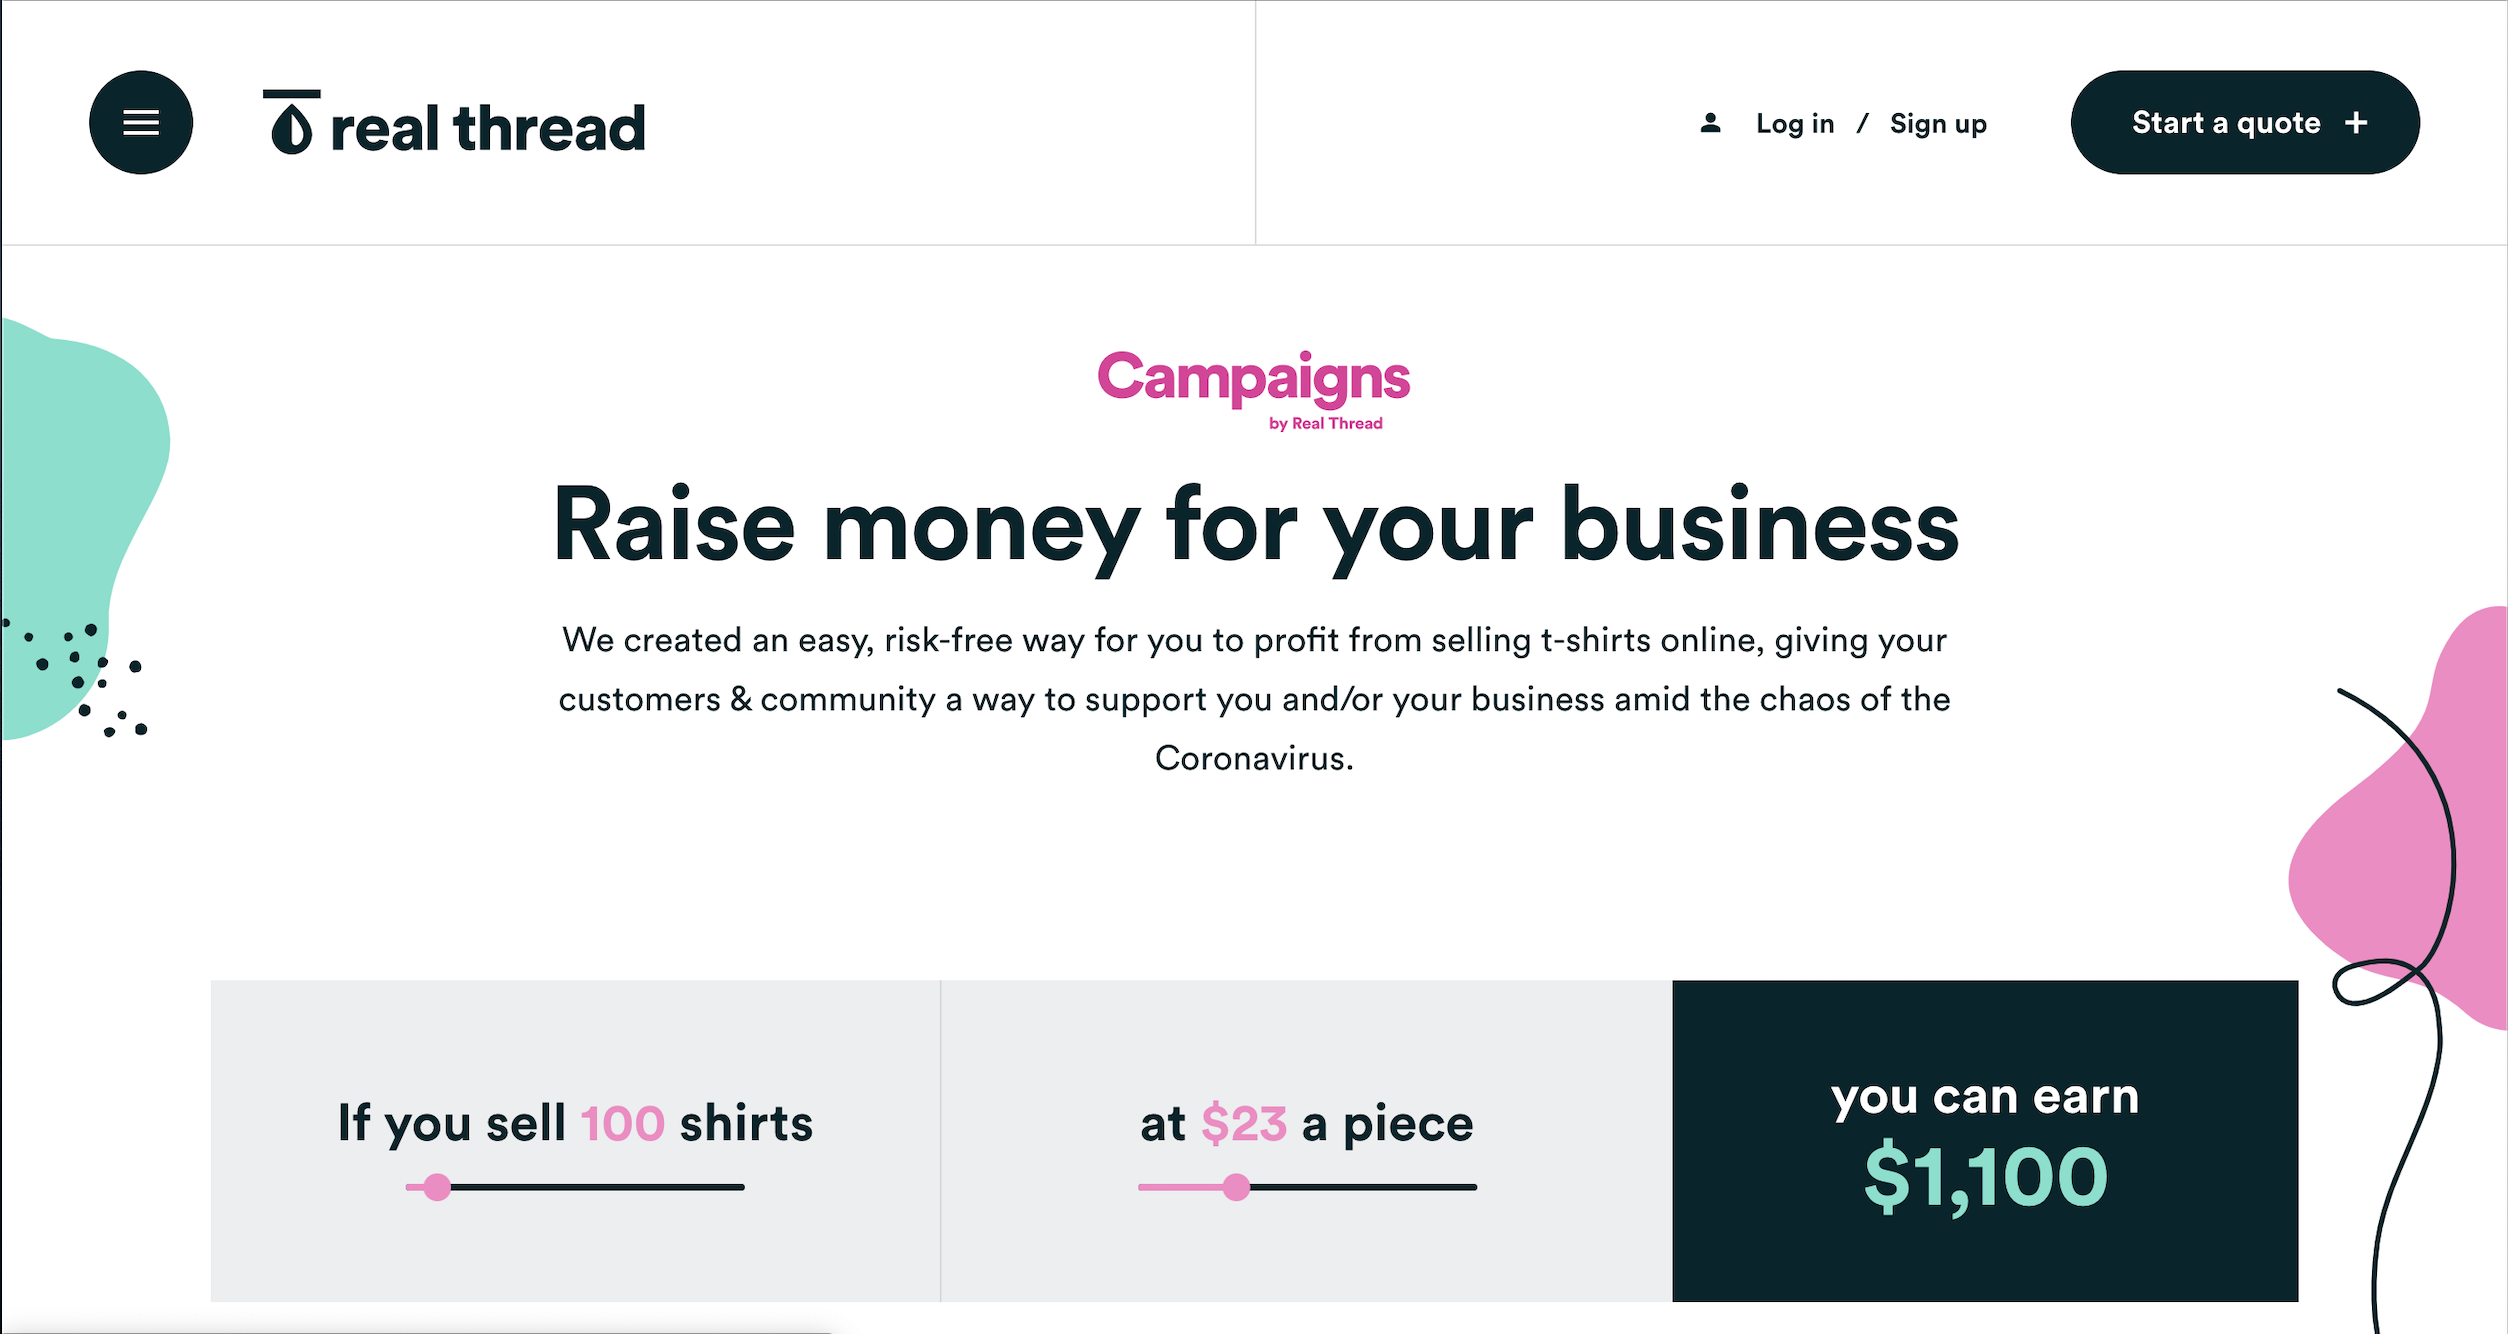 real thread
Log in / Sign up
Start a quote +
Campaigns
by Real Thread
Raise money for your business
We created an easy, risk-free way for you to profit from selling t-shirts online, giving your
customers & community a way to support you and/or your business amid the chaos of the
Coronavirus.
If you sell 100 shirts
at $23 a piece
you can earn
$1,100